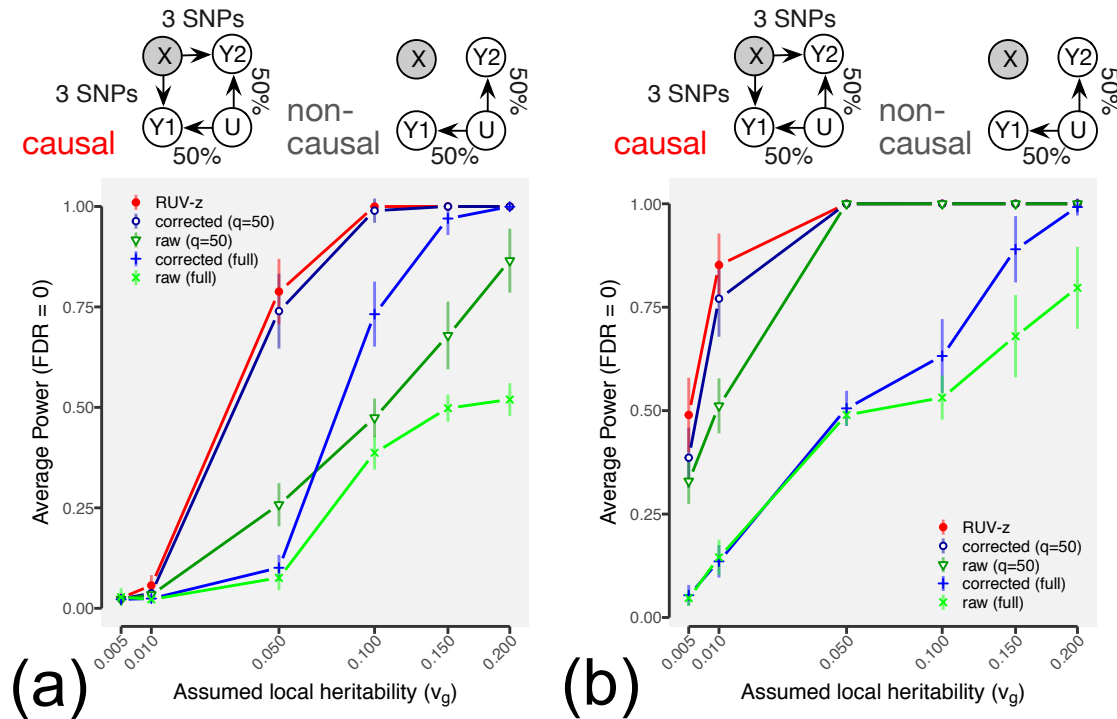 3 SNPs
X
Y2
3 SNPs
50%
Y1
U
causal
50%
non-
causal
X
Y2
50%
Y1
U
50%
RUV-z
corrected (q=50)
raw (q=50)
corrected (full)
raw (full)
Average Power (FDR = 0)
1.00
0.75
0.50
0.25
0.00
0.005
0.010
0.050
0.100
0.150
0.200
Assumed local heritability (vg)
(a)
3 SNPs
X
Y2
3 SNPs
50%
Y1
U
causal
50%
non-
causal
X
Y2
50%
Y1
U
50%
Average Power (FDR = 0)
1.00
0.75
0.50
0.25
0.00
RUV-z
corrected (q=50)
raw (q=50)
corrected (full)
raw (full)
0.005
0.010
0.050
0.100
0.150
0.200
Assumed local heritability (vg)
(b)